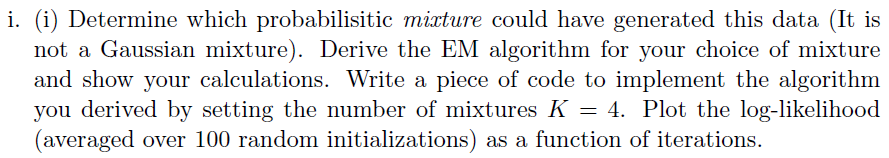 i. (i) Determine which probabilisitic mixture could have generated this data (It is
not a Gaussian mixture). Derive the EM algorithm for your choice of mixture
and show your calculations. Write a piece of code to implement the algorithm
you derived by setting the number of mixtures K = 4. Plot the log-likelihood
(averaged over 100 random initializations) as a function of iterations.